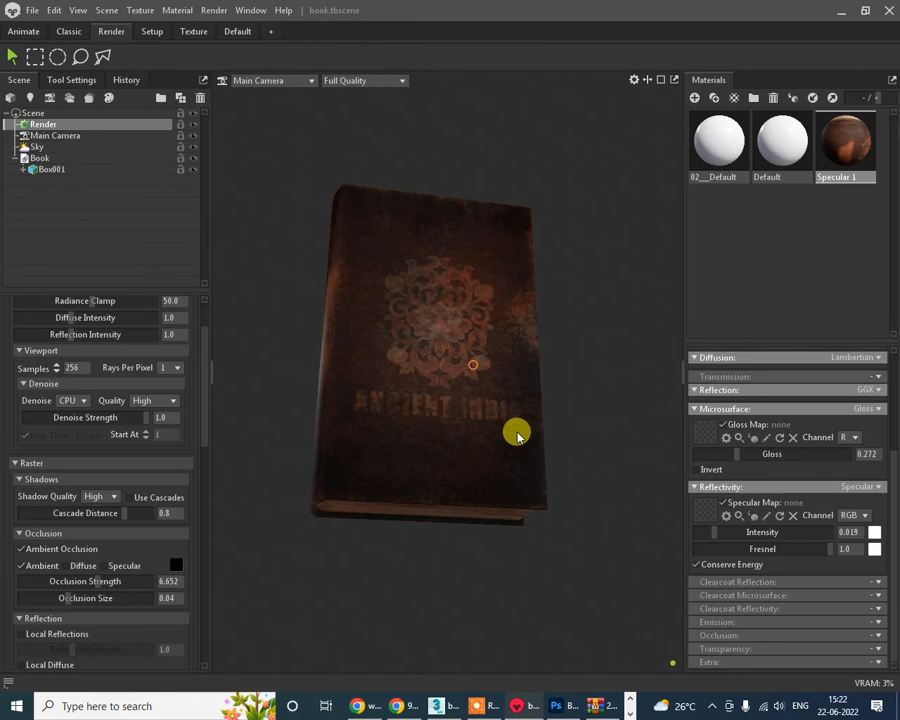 File Edit View Scene Texture Material Render Window Help book.tbscene
Animate Classic Render Setup Texture Default +
Scene Tool Settings History
Main Camera Full Quality
Materials
- /
Scene
Render
Main Camera
Sky
Book
Box001
02__Default Default Specular 1
Radiance Clamp 50.0
Diffuse Intensity 1.0
Reflection Intensity 1.0
Viewport
Samples 256 Rays Per Pixel 1
Denoise
Denoise CPU Quality High
Denoise Strength 1.0
Start At 1
Raster
Shadows
Shadow Quality High Use Cascades
Cascade Distance 0.8
Occlusion
Ambient Occlusion
Ambient Diffuse Specular
Occlusion Strength 6.652
Occlusion Size 0.04
Reflection
Local Reflections
Reflection Intensity 1.0
Local Diffuse
ANCIENT INDI
Diffusion: Lambertian
Transmission: -
Reflection: GGX
Microsurface: Gloss
Gloss Map: none
Channel R
Gloss 0.272
Invert
Reflectivity: Specular
Specular Map: none
Channel RGB
Intensity 0.019
Fresnel 1.0
Conserve Energy
Clearcoat Reflection: -
Clearcoat Microsurface: -
Clearcoat Reflectivity: -
Emission: -
Occlusion: -
Transparency: -
Extra: -
VRAM: 3%
Type here to search
w... 9... b... R... b... B... 2...
26°C ENG 15:22
22-06-2022